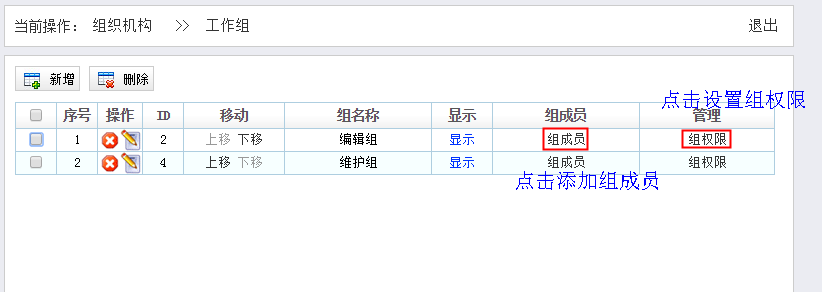 当前操作： 组织机构 >> 工作组 退出
新增 删除
点击设置组权限
序号 操作 ID 移动 组名称 显示 组成员 管理
1 2 上移 下移 编辑组 显示 组成员 组权限
2 4 上移 下移 维护组 显示 组成员 组权限
点击添加组成员